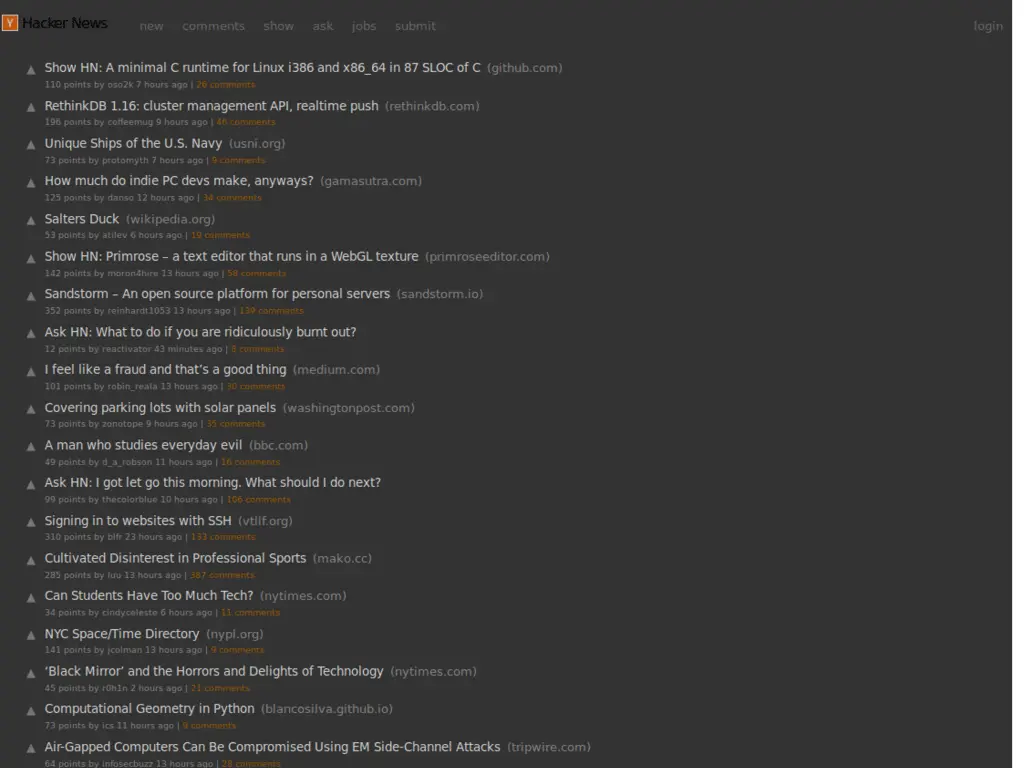 Y Hacker News new comments show ask jobs submit login
▲ Show HN: A minimal C runtime for Linux i386 and x86_64 in 87 SLOC of C (github.com)
110 points by oso2k 7 hours ago | 26 comments
▲ RethinkDB 1.16: cluster management API, realtime push (rethinkdb.com)
196 points by coffeemug 9 hours ago | 46 comments
▲ Unique Ships of the U.S. Navy (usni.org)
73 points by protomyth 7 hours ago | 9 comments
▲ How much do indie PC devs make, anyways? (gamasutra.com)
125 points by danso 12 hours ago | 34 comments
▲ Salters Duck (wikipedia.org)
53 points by atilev 6 hours ago | 19 comments
▲ Show HN: Primrose – a text editor that runs in a WebGL texture (primroseeditor.com)
142 points by moron4hire 13 hours ago | 58 comments
▲ Sandstorm – An open source platform for personal servers (sandstorm.io)
352 points by reinhardt1053 13 hours ago | 139 comments
▲ Ask HN: What to do if you are ridiculously burnt out?
12 points by reactivator 43 minutes ago | 8 comments
▲ I feel like a fraud and that’s a good thing (medium.com)
101 points by robin_reala 13 hours ago | 30 comments
▲ Covering parking lots with solar panels (washingtonpost.com)
73 points by zonotope 9 hours ago | 35 comments
▲ A man who studies everyday evil (bbc.com)
49 points by d_a_robson 11 hours ago | 16 comments
▲ Ask HN: I got let go this morning. What should I do next?
99 points by thecolorblue 10 hours ago | 106 comments
▲ Signing in to websites with SSH (vtllf.org)
310 points by blfr 23 hours ago | 133 comments
▲ Cultivated Disinterest in Professional Sports (mako.cc)
285 points by luu 13 hours ago | 387 comments
▲ Can Students Have Too Much Tech? (nytimes.com)
34 points by cindyceleste 6 hours ago | 11 comments
▲ NYC Space/Time Directory (nypl.org)
141 points by jcolman 13 hours ago | 9 comments
▲ ‘Black Mirror’ and the Horrors and Delights of Technology (nytimes.com)
45 points by r0h1n 2 hours ago | 21 comments
▲ Computational Geometry in Python (blancosilva.github.io)
73 points by ics 11 hours ago | 9 comments
▲ Air-Gapped Computers Can Be Compromised Using EM Side-Channel Attacks (tripwire.com)
64 points by infosecbuzz 13 hours ago | 28 comments